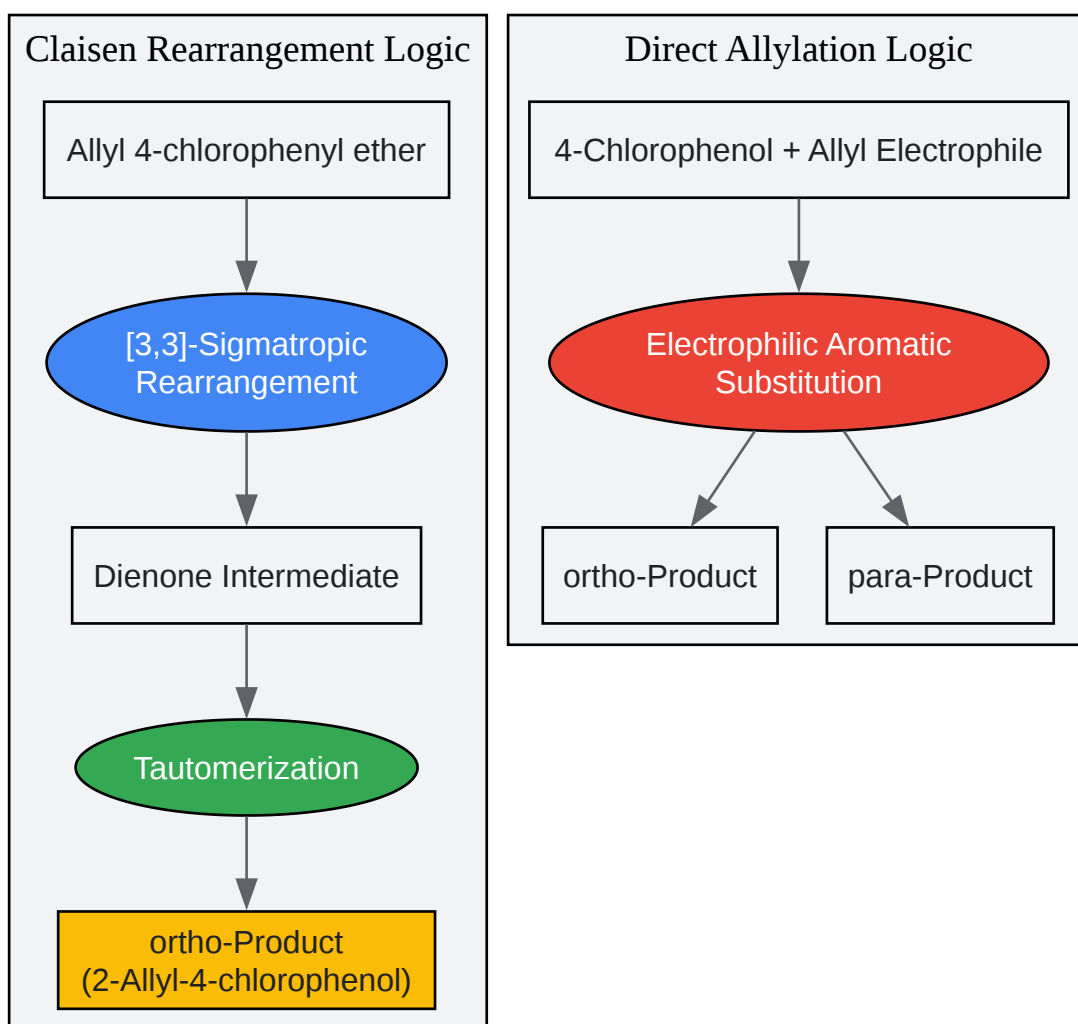 Claisen Rearrangement Logic
Allyl 4-chlorophenyl ether
[3,3]-Sigmatropic
Rearrangement
Dienone Intermediate
Tautomerization
ortho-Product
(2-Allyl-4-chlorophenol)
Direct Allylation Logic
4-Chlorophenol + Allyl Electrophile
Electrophilic Aromatic
Substitution
ortho-Product
para-Product